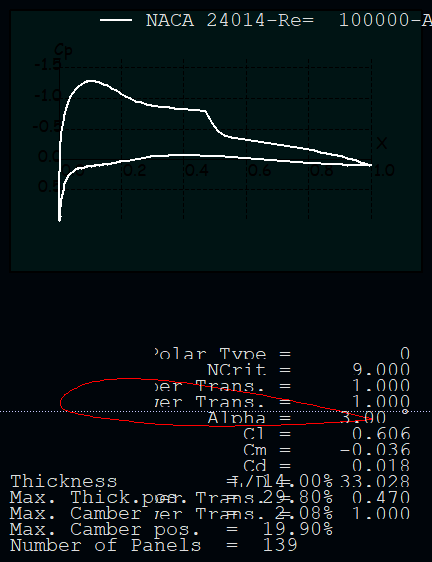 NACA 24014-Re=  100000-A
Cp
-1.5
-1.0
-0.5
0.0
0.5
X
0.2 0.4 0.6 0.8 1.0
Polar Type = 0
NCrit = 9.000
per Trans. = 1.000
wer Trans. = 1.000
Alpha = 3.00 °
Cl = 0.606
Cm = -0.036
Cd = 0.018
L/D = 33.028
per Trans. = 0.470
wer Trans. = 1.000
Thickness = 14.00%
Max. Thick.pos. = 29.80%
Max. Camber = 2.08%
Max. Camber pos. = 19.90%
Number of Panels = 139